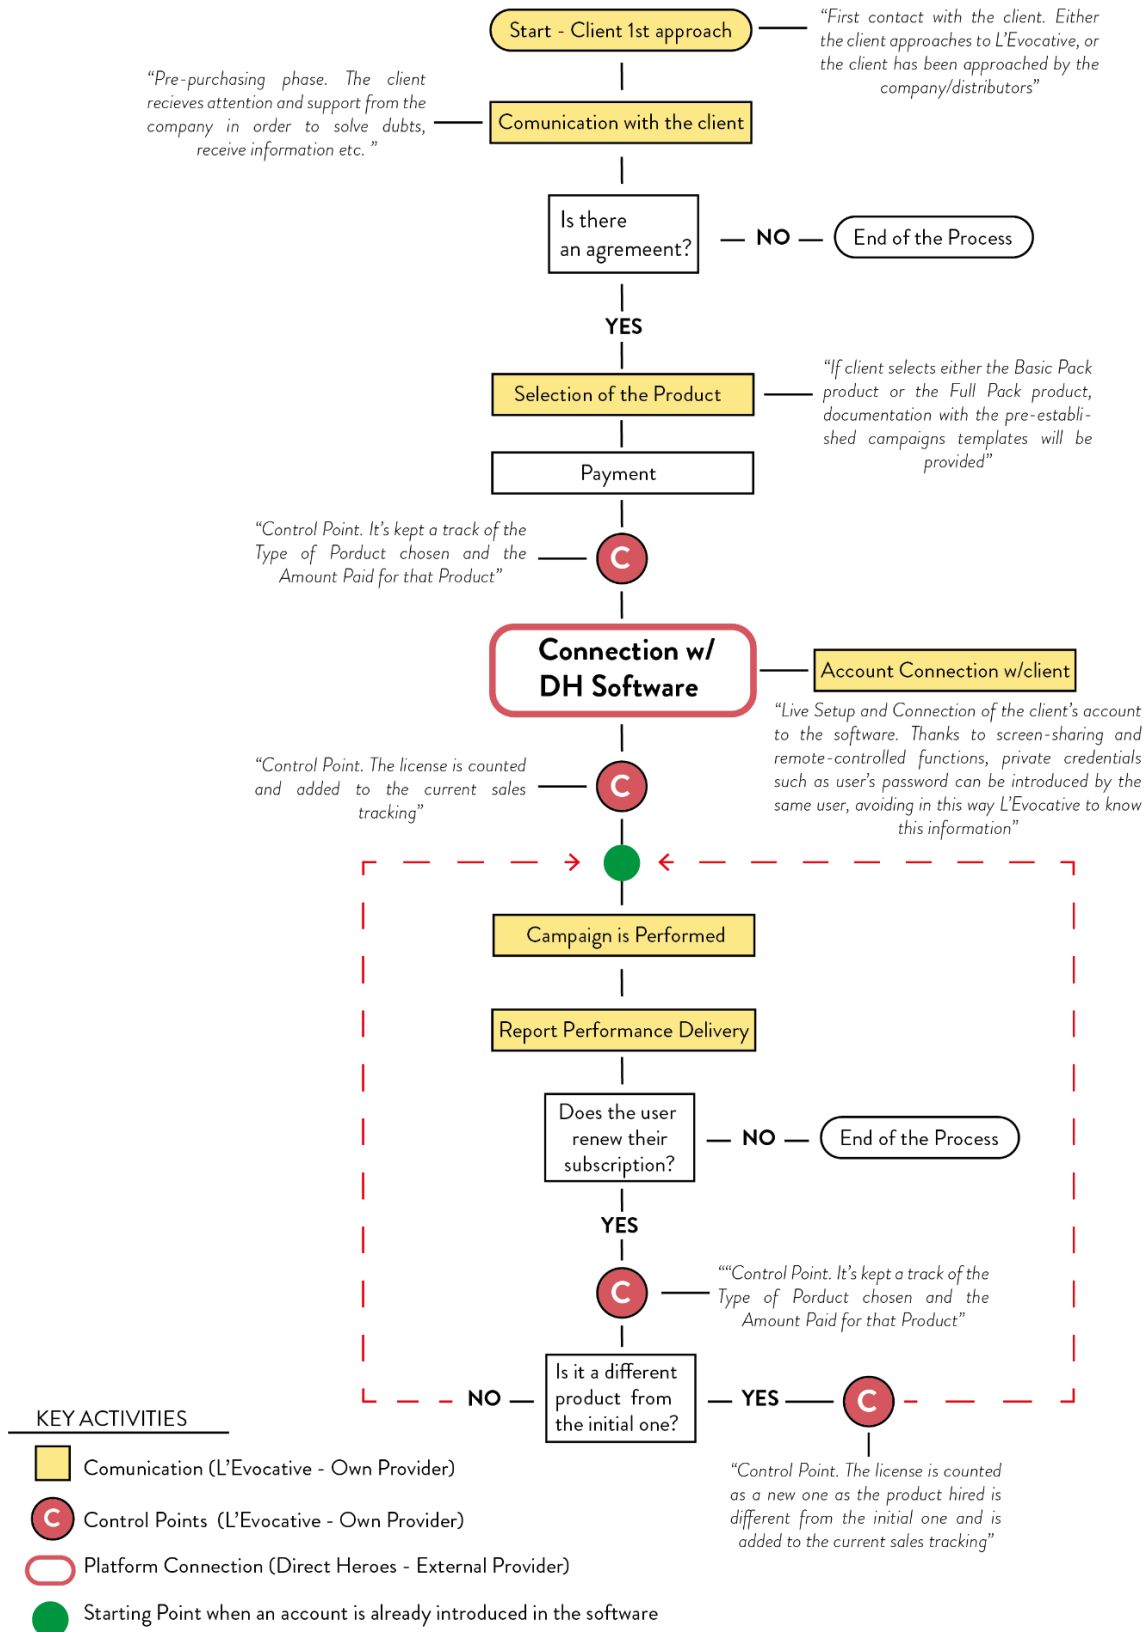 Start - Client 1st approach
“First contact with the client. Either
the client approaches to L’Evocative, or
the client has been approached by the
company/distributors”
“Pre-purchasing phase. The client
recieves attention and support from the
company in order to solve dubts,
receive information etc. ”
Comunication with the client
Is there
an agremeent?
NO
End of the Process
YES
Selection of the Product
“If client selects either the Basic Pack
product or the Full Pack product,
documentation with the pre-establi-
shed campaigns templates will be
provided”
Payment
“Control Point. It’s kept a track of the
Type of Porduct chosen and the
Amount Paid for that Product”
C
Connection w/
DH Software
Account Connection w/client
“Live Setup and Connection of the client’s account
to the software. Thanks to screen-sharing and
remote-controlled functions, private credentials
such as user’s password can be introduced by the
same user, avoiding in this way L’Evocative to know
this information”
“Control Point. The license is counted
and added to the current sales
tracking”
C
Campaign is Performed
Report Performance Delivery
Does the user
renew their
subscription?
NO
End of the Process
YES
C
““Control Point. It’s kept a track of the
Type of Porduct chosen and the
Amount Paid for that Product”
Is it a different
product from
the initial one?
NO
YES
C
“Control Point. The license is counted
as a new one as the product hired is
different from the initial one and is
added to the current sales tracking”
KEY ACTIVITIES
Comunication (L’Evocative - Own Provider)
C
Control Points (L’Evocative - Own Provider)
Platform Connection (Direct Heroes - External Provider)
Starting Point when an account is already introduced in the software